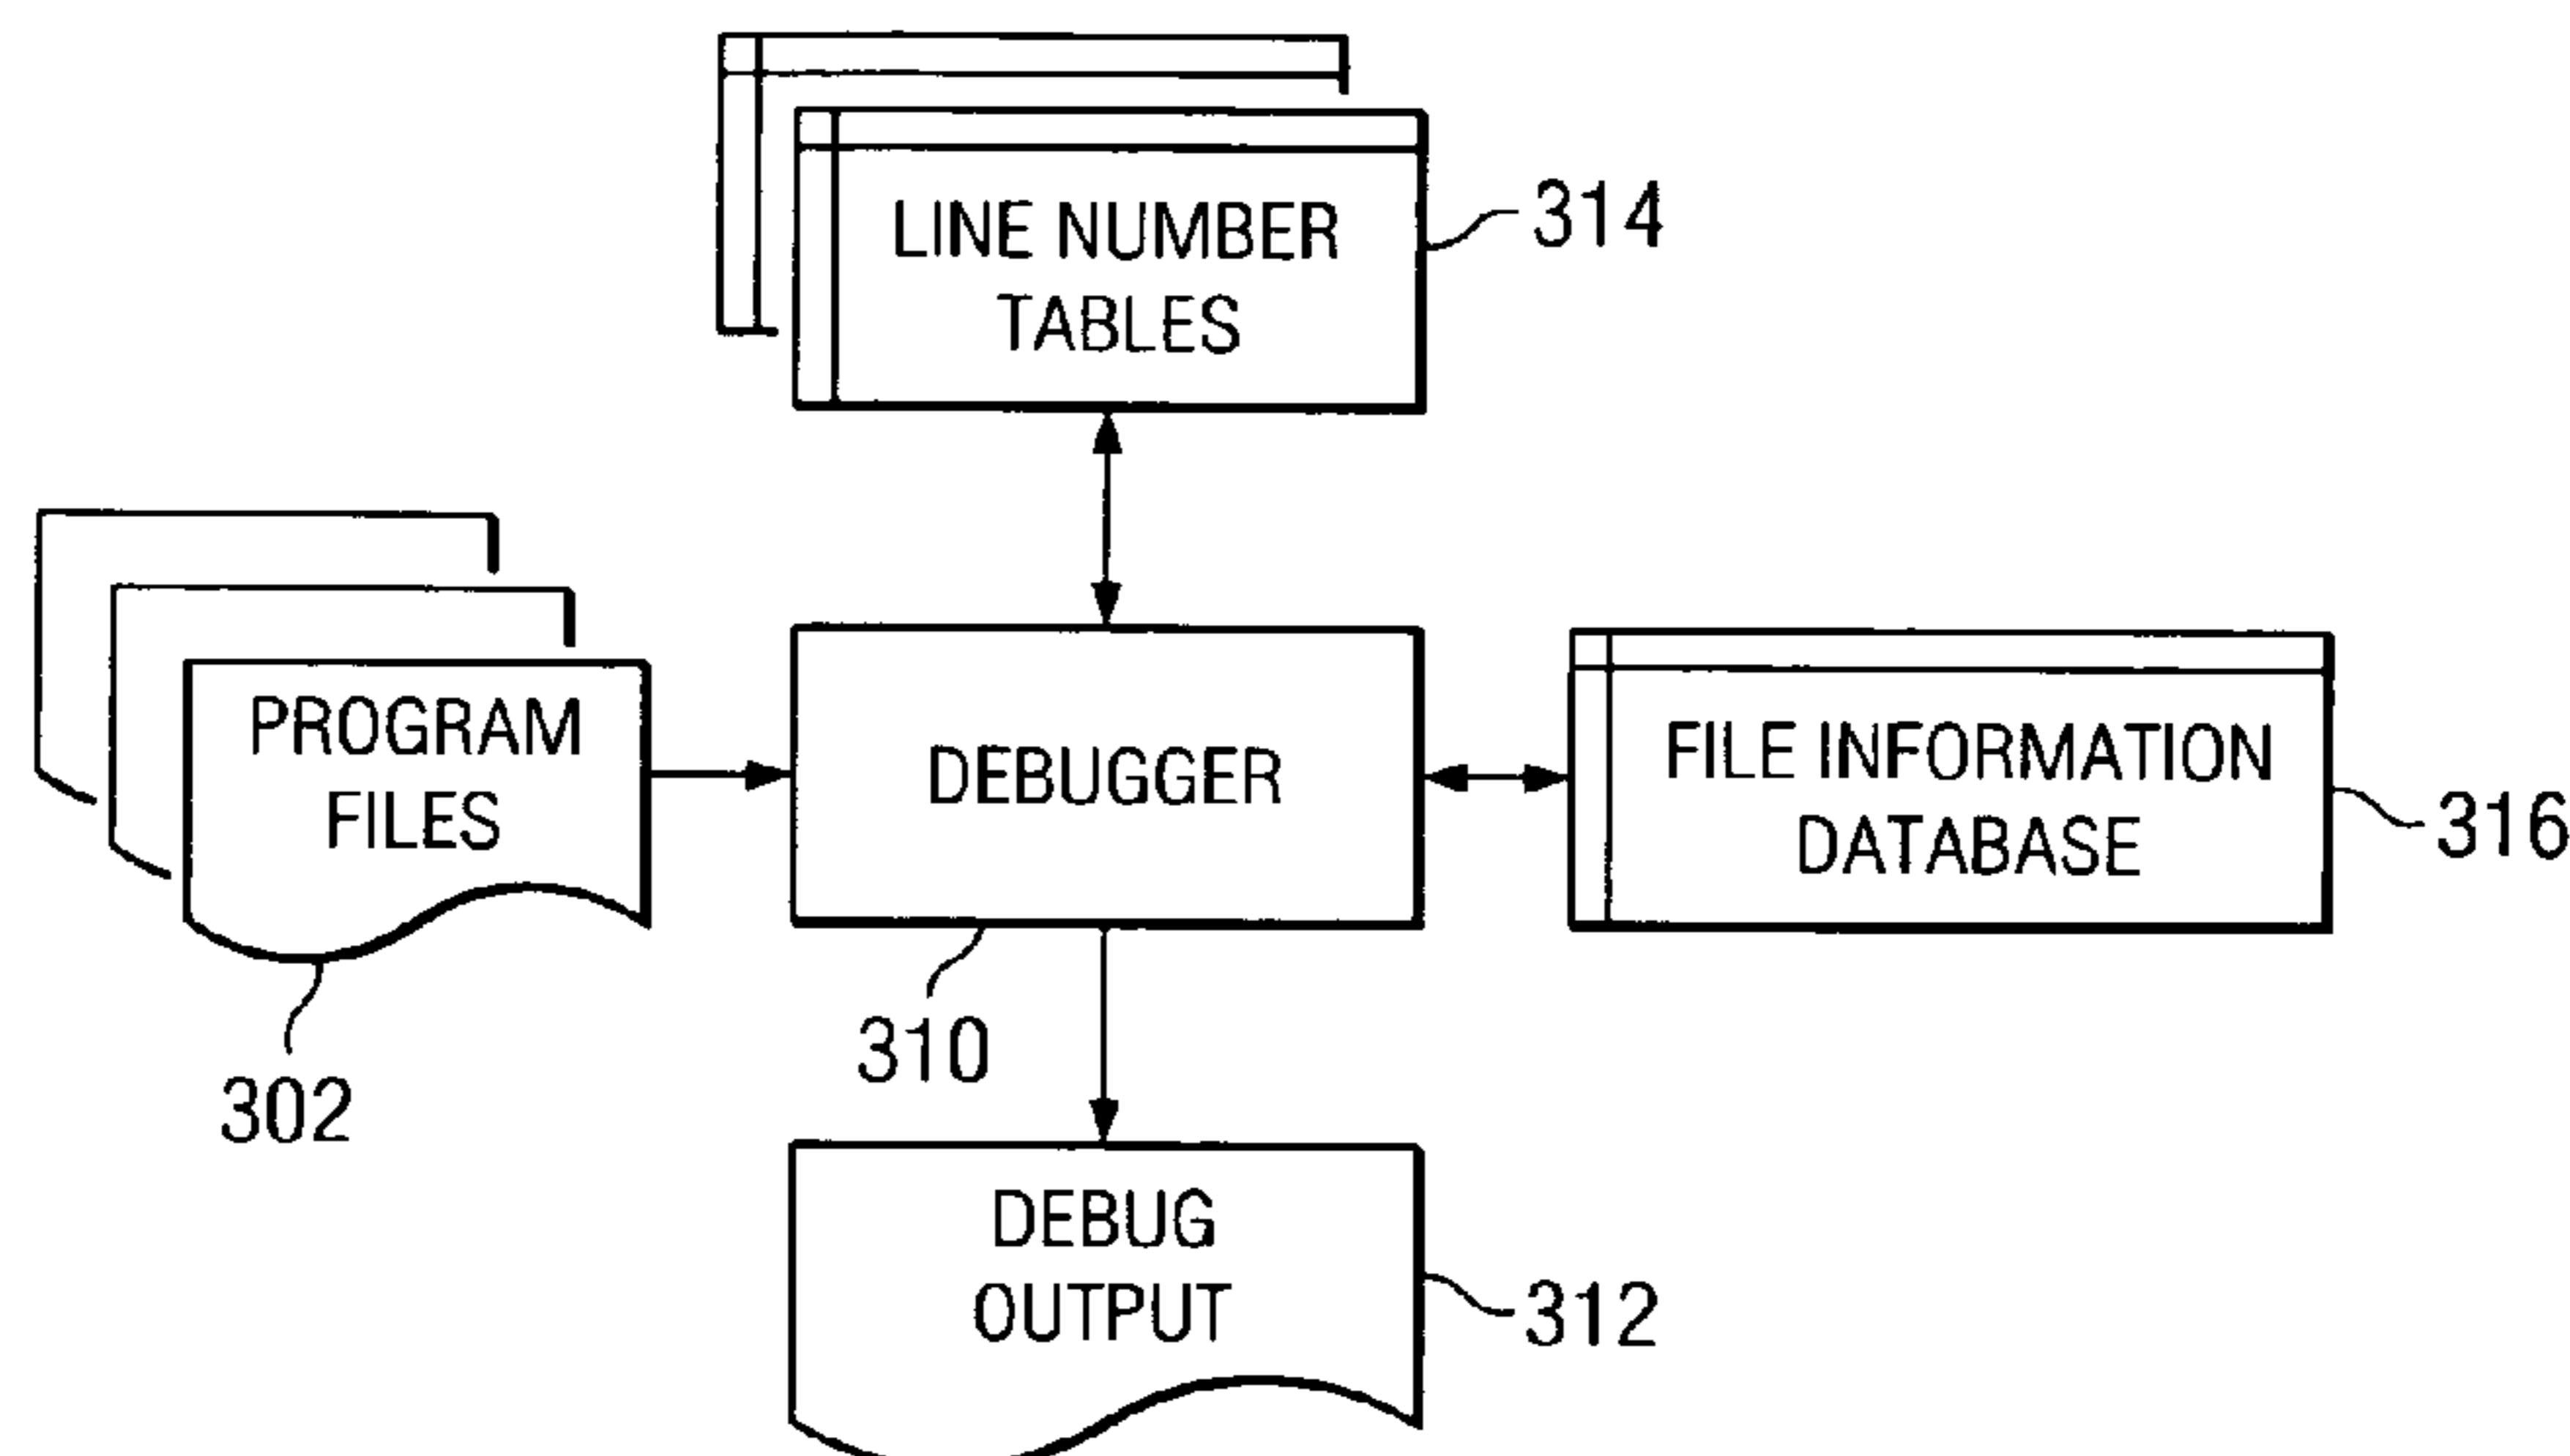 LINE NUMBER
TABLES
314
PROGRAM
FILES
302
DEBUGGER
310
FILE INFORMATION
DATABASE
316
DEBUG
OUTPUT
312